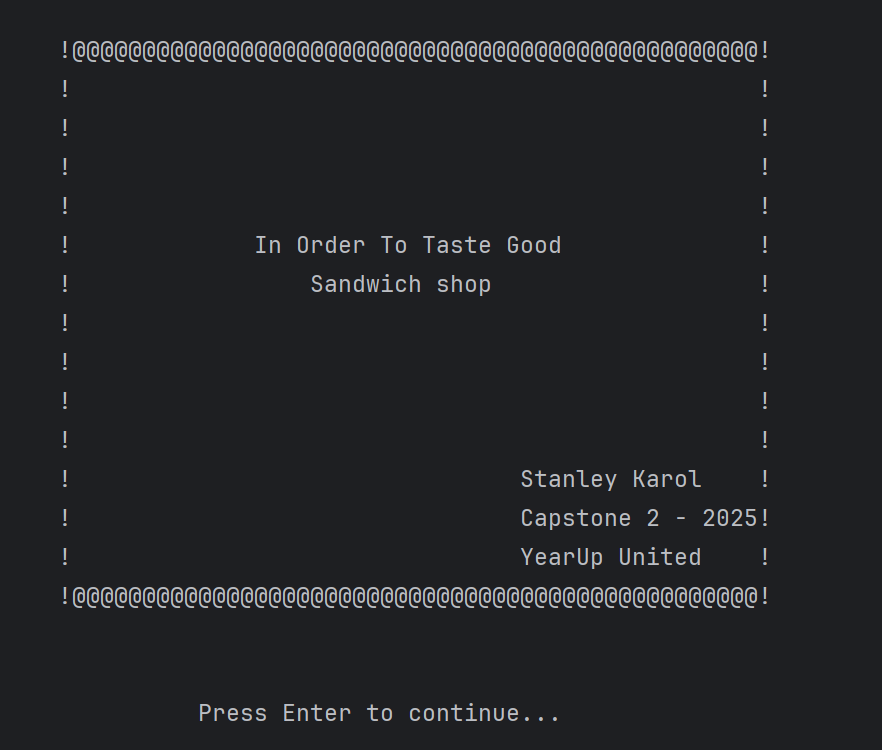 !@@@@@@@@@@@@@@@@@@@@@@@@@@@@@@@@@@@@@@@@@@@@@@@@@!
! !
! !
! !
! !
! In Order To Taste Good !
! Sandwich shop !
! !
! !
! !
! !
! Stanley Karol !
! Capstone 2 - 2025!
! YearUp United !
!@@@@@@@@@@@@@@@@@@@@@@@@@@@@@@@@@@@@@@@@@@@@@@@@@!
Press Enter to continue...